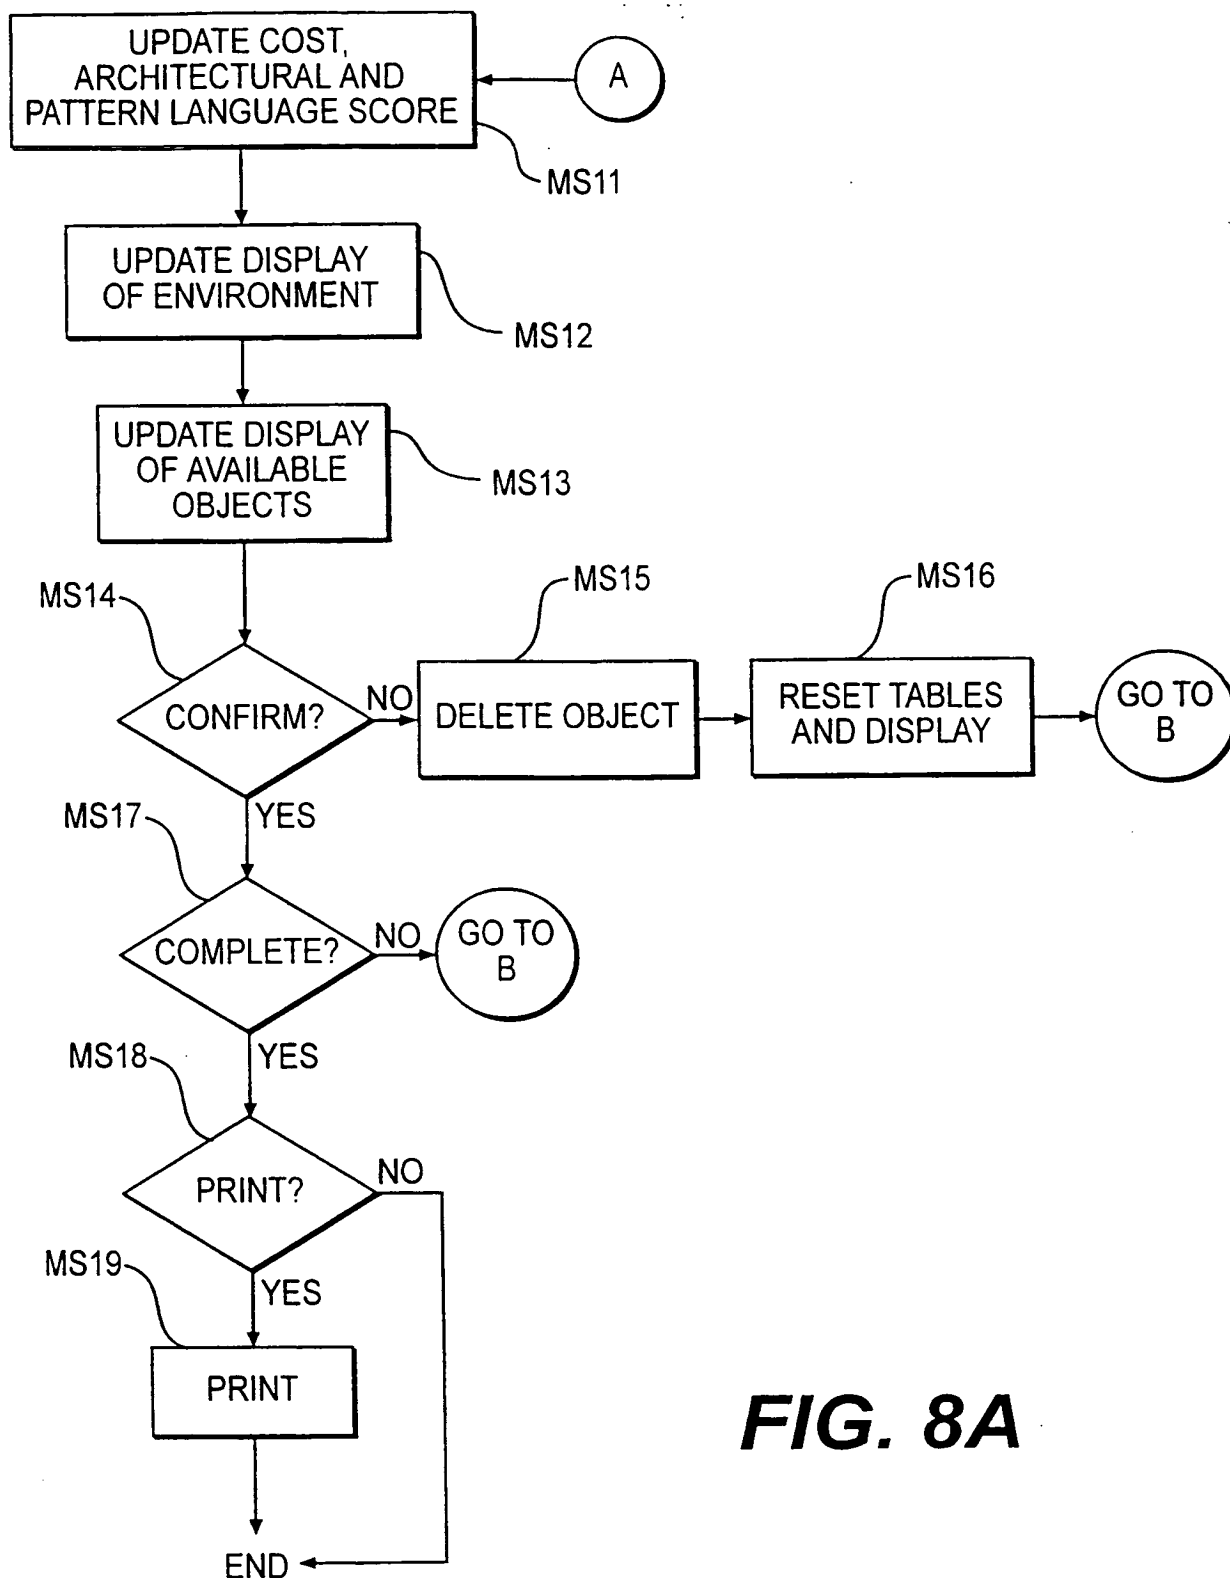 UPDATE COST,
ARCHITECTURAL AND
PATTERN LANGUAGE SCORE
A
MS11
UPDATE DISPLAY
OF ENVIRONMENT
MS12
UPDATE DISPLAY
OF AVAILABLE
OBJECTS
MS13
MS14
MS15
MS16
CONFIRM?
NO
DELETE OBJECT
RESET TABLES
AND DISPLAY
GO TO
B
YES
MS17
COMPLETE?
NO
GO TO
B
YES
MS18
PRINT?
NO
YES
MS19
PRINT
END
FIG. 8A